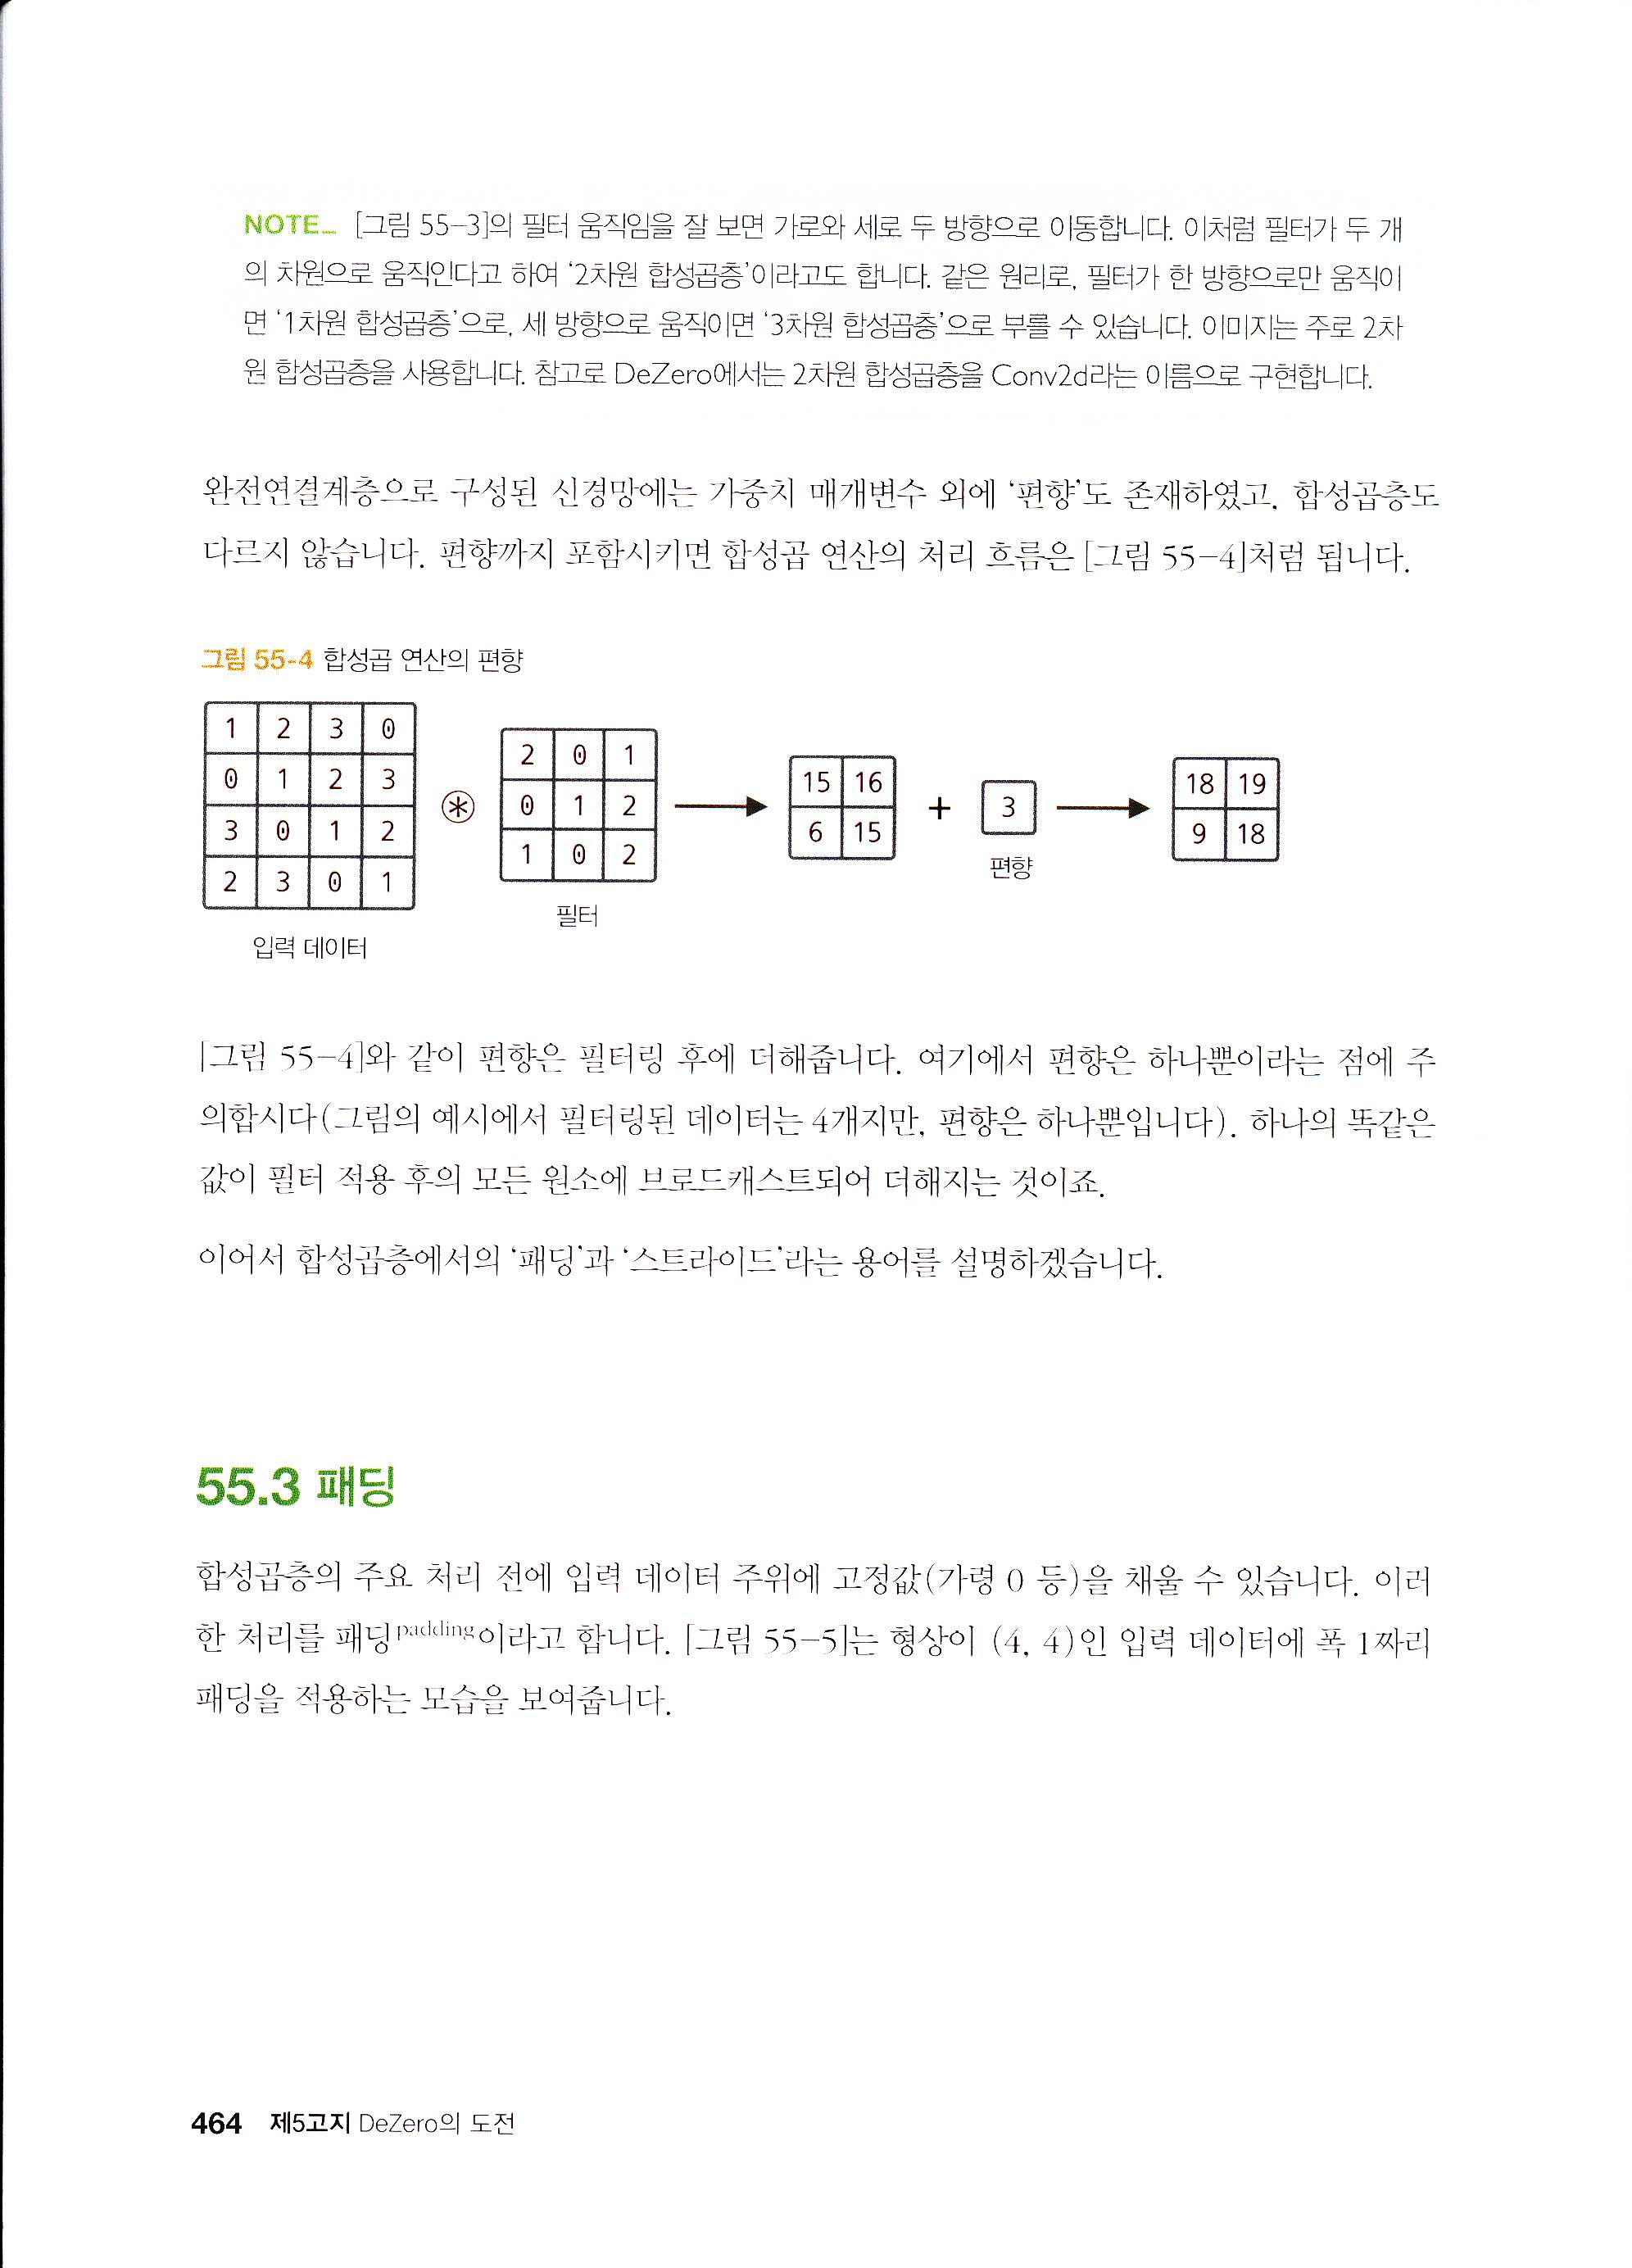 NOTE_ [그림 55-3]의 필터 움직임을 잘 보면 가로와 세로 두 방향으로 이동합니다. 이처럼 필터가 두 개
의 차원으로 움직인다고 하여 ‘2차원 합성곱층’이라고도 합니다. 같은 원리로, 필터가 한 방향으로만 움직이
면 ‘1차원 합성곱층’으로, 세 방향으로 움직이면 ‘3차원 합성곱층’으로 부를 수 있습니다. 이미지는 주로 2차
원 합성곱층을 사용합니다. 참고로 DeZero에서는 2차원 합성곱층을 Conv2d라는 이름으로 구현합니다.
완전연결계층으로 구성된 신경망에는 가중치 매개변수 외에 ‘편향’도 존재하였고, 합성곱층도
다르지 않습니다. 편향까지 포함시키면 합성곱 연산의 처리 흐름은 [그림 55-4]처럼 됩니다.
그림 55-4 합성곱 연산의 편향
1 2 3 0
0 1 2 3
3 0 1 2
2 3 0 1
입력 데이터
⊛
2 0 1
0 1 2
1 0 2
필터
15 16
6 15
+
3
편향
18 19
9 18
[그림 55-4]와 같이 편향은 필터링 후에 더해줍니다. 여기에서 편향은 하나뿐이라는 점에 주
의합시다(그림의 예시에서 필터링된 데이터는 4개지만, 편향은 하나뿐입니다). 하나의 똑같은
값이 필터 적용 후의 모든 원소에 브로드캐스트되어 더해지는 것이죠.
이어서 합성곱층에서의 ‘패딩’과 ‘스트라이드’라는 용어를 설명하겠습니다.
55.3 패딩
합성곱층의 주요 처리 전에 입력 데이터 주위에 고정값(가령 0 등)을 채울 수 있습니다. 이러
한 처리를 패딩padding이라고 합니다. [그림 55-5]는 형상이 (4, 4)인 입력 데이터에 폭 1짜리
패딩을 적용하는 모습을 보여줍니다.
464 제5고지 DeZero의 도전